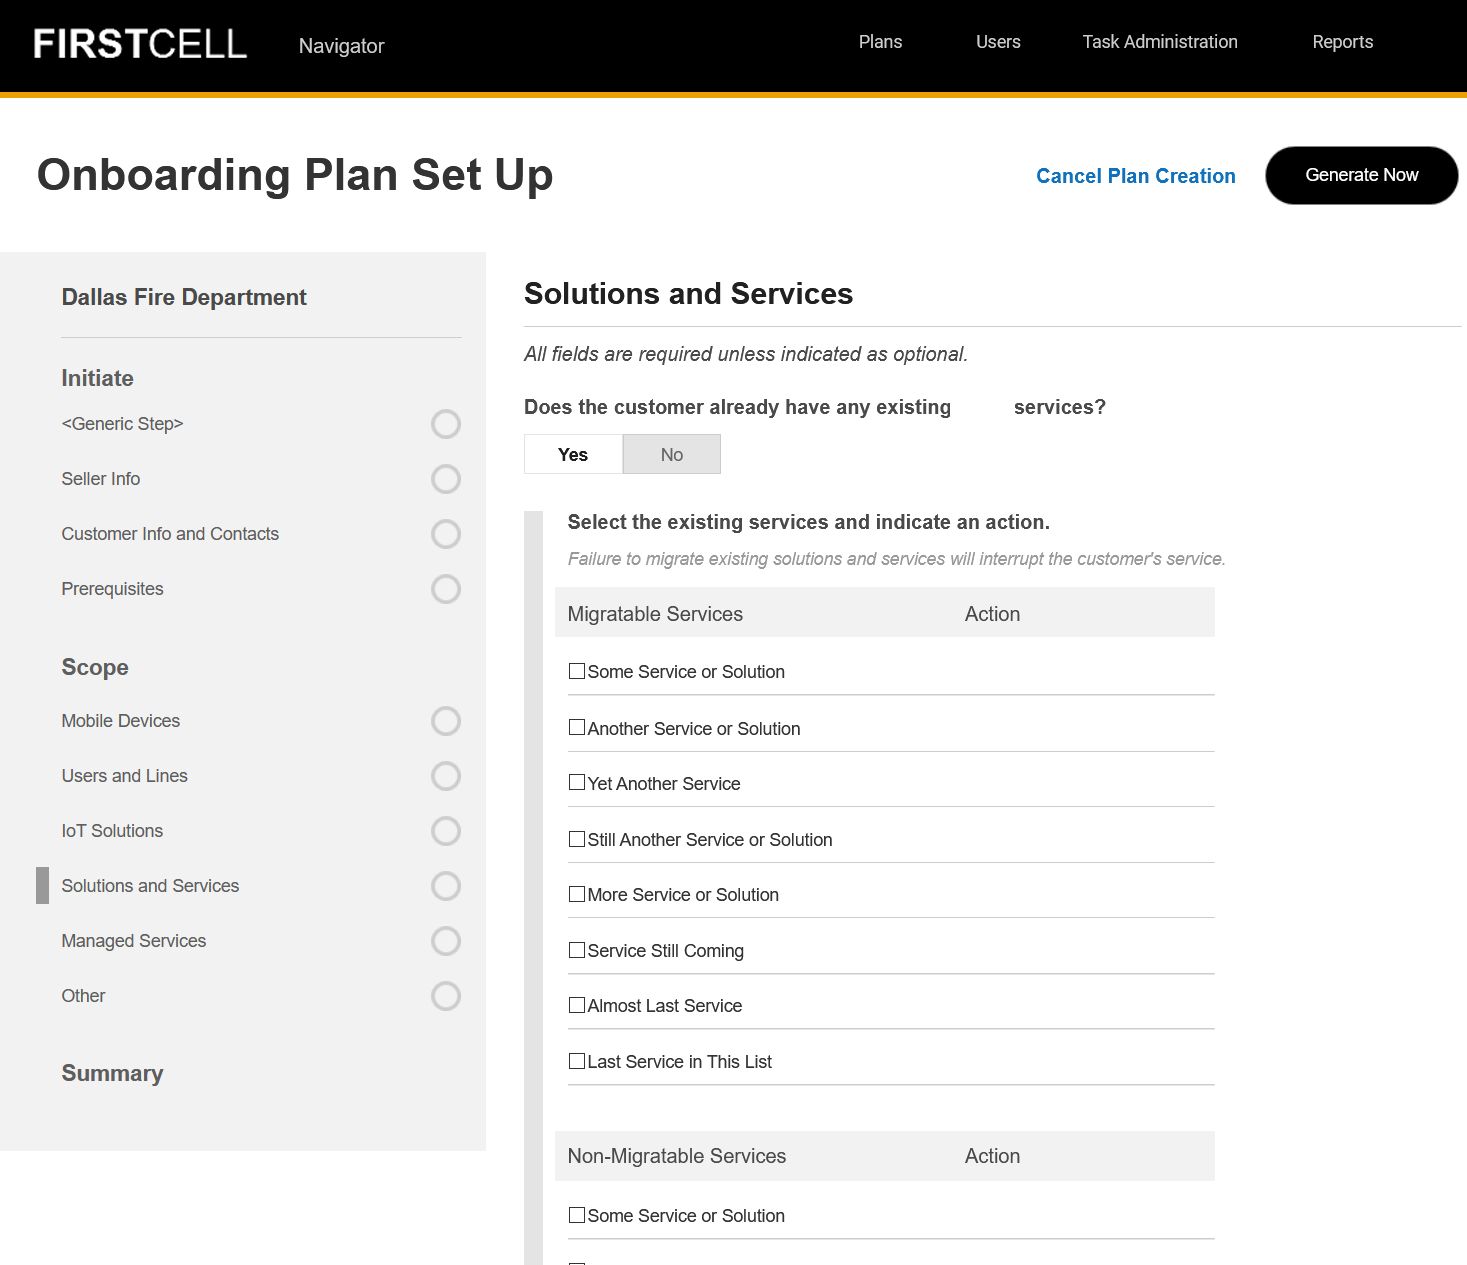 FIRSTCELL Navigator Plans Users Task Administration Reports
Onboarding Plan Set Up
Cancel Plan Creation
Generate Now
Dallas Fire Department
Initiate
<Generic Step>
Seller Info
Customer Info and Contacts
Prerequisites
Scope
Mobile Devices
Users and Lines
IoT Solutions
Solutions and Services
Managed Services
Other
Summary
Solutions and Services
All fields are required unless indicated as optional.
Does the customer already have any existing services?
Yes No
Select the existing services and indicate an action.
Failure to migrate existing solutions and services will interrupt the customer's service.
Migratable Services Action
Some Service or Solution
Another Service or Solution
Yet Another Service
Still Another Service or Solution
More Service or Solution
Service Still Coming
Almost Last Service
Last Service in This List
Non-Migratable Services Action
Some Service or Solution